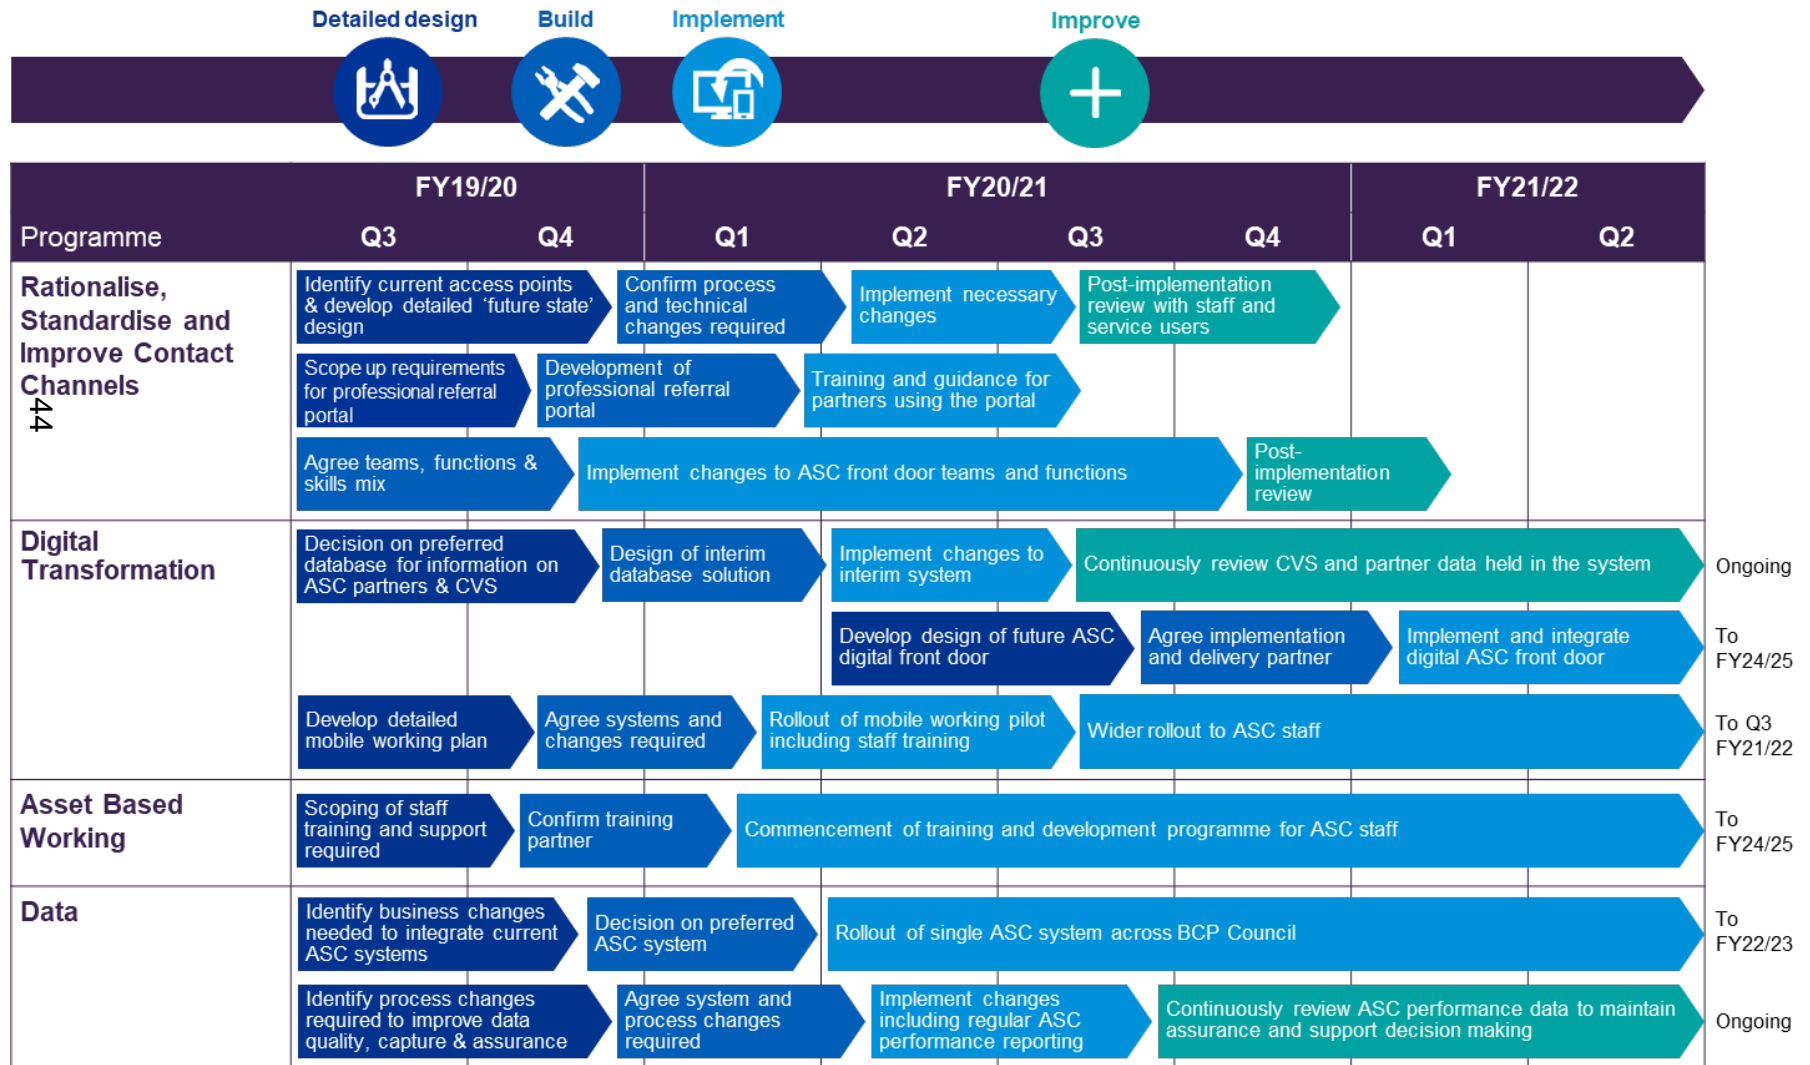 Detailed design
Build
Implement
Improve
FY19/20
FY20/21
FY21/22
Programme
Q3
Q4
Q1
Q2
Q3
Q4
Q1
Q2
Rationalise,
Standardise and
Improve Contact
Channels
44
Identify current access points
& develop detailed ‘future state’
design
Confirm process
and technical
changes required
Implement necessary
changes
Post-implementation
review with staff and
service users
Scope up requirements
for professional referral
portal
Development of
professional referral
portal
Training and guidance for
partners using the portal
Agree teams, functions &
skills mix
Implement changes to ASC front door teams and functions
Post-
implementation
review
Digital
Transformation
Decision on preferred
database for information on
ASC partners & CVS
Design of interim
database solution
Implement changes to
interim system
Continuously review CVS and partner data held in the system
Ongoing
Develop design of future ASC
digital front door
Agree implementation
and delivery partner
Implement and integrate
digital ASC front door
To
FY24/25
Develop detailed
mobile working plan
Agree systems and
changes required
Rollout of mobile working pilot
including staff training
Wider rollout to ASC staff
To Q3
FY21/22
Asset Based
Working
Scoping of staff
training and support
required
Confirm training
partner
Commencement of training and development programme for ASC staff
To
FY24/25
Data
Identify business changes
needed to integrate current
ASC systems
Decision on preferred
ASC system
Rollout of single ASC system across BCP Council
To
FY22/23
Identify process changes
required to improve data
quality, capture & assurance
Agree system and
process changes
required
Implement changes
including regular ASC
performance reporting
Continuously review ASC performance data to maintain
assurance and support decision making
Ongoing